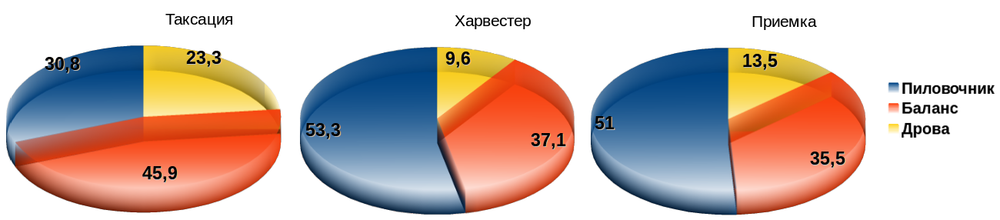 Таксация
Харвестер
Приемка
30,8
23,3
45,9
53,3
9,6
37,1
51
13,5
35,5
Пиловочник
Баланс
Дрова